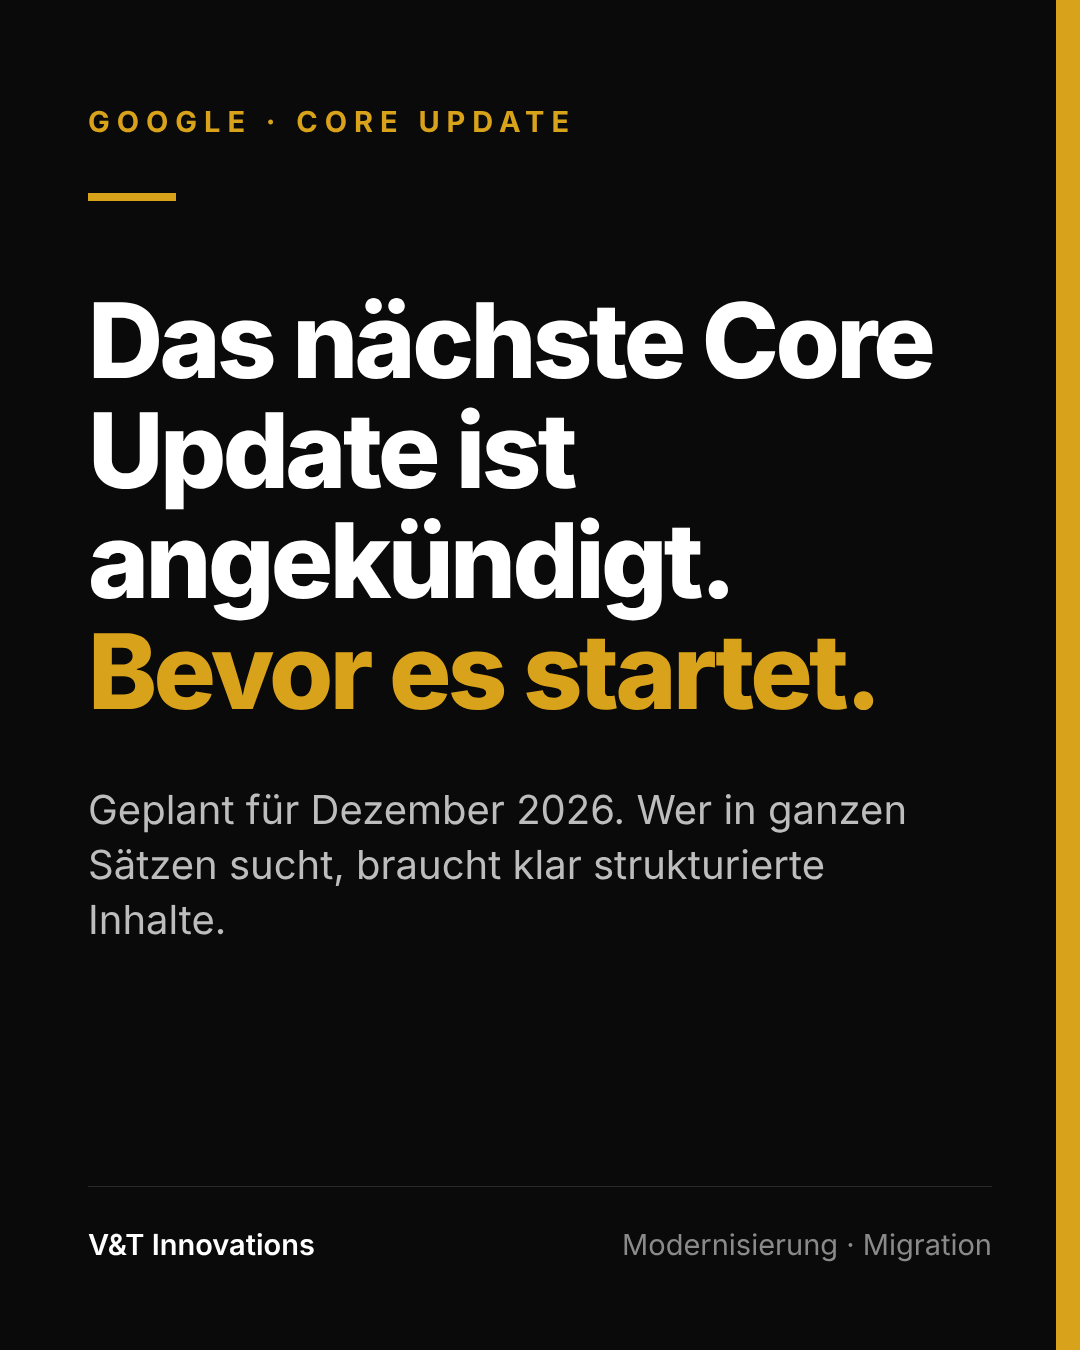 GOOGLE · CORE UPDATE
Das nächste Core
Update ist
angekündigt.
Bevor es startet.
Geplant für Dezember 2026. Wer in ganzen
Sätzen sucht, braucht klar strukturierte
Inhalte.
V&T Innovations
Modernisierung · Migration